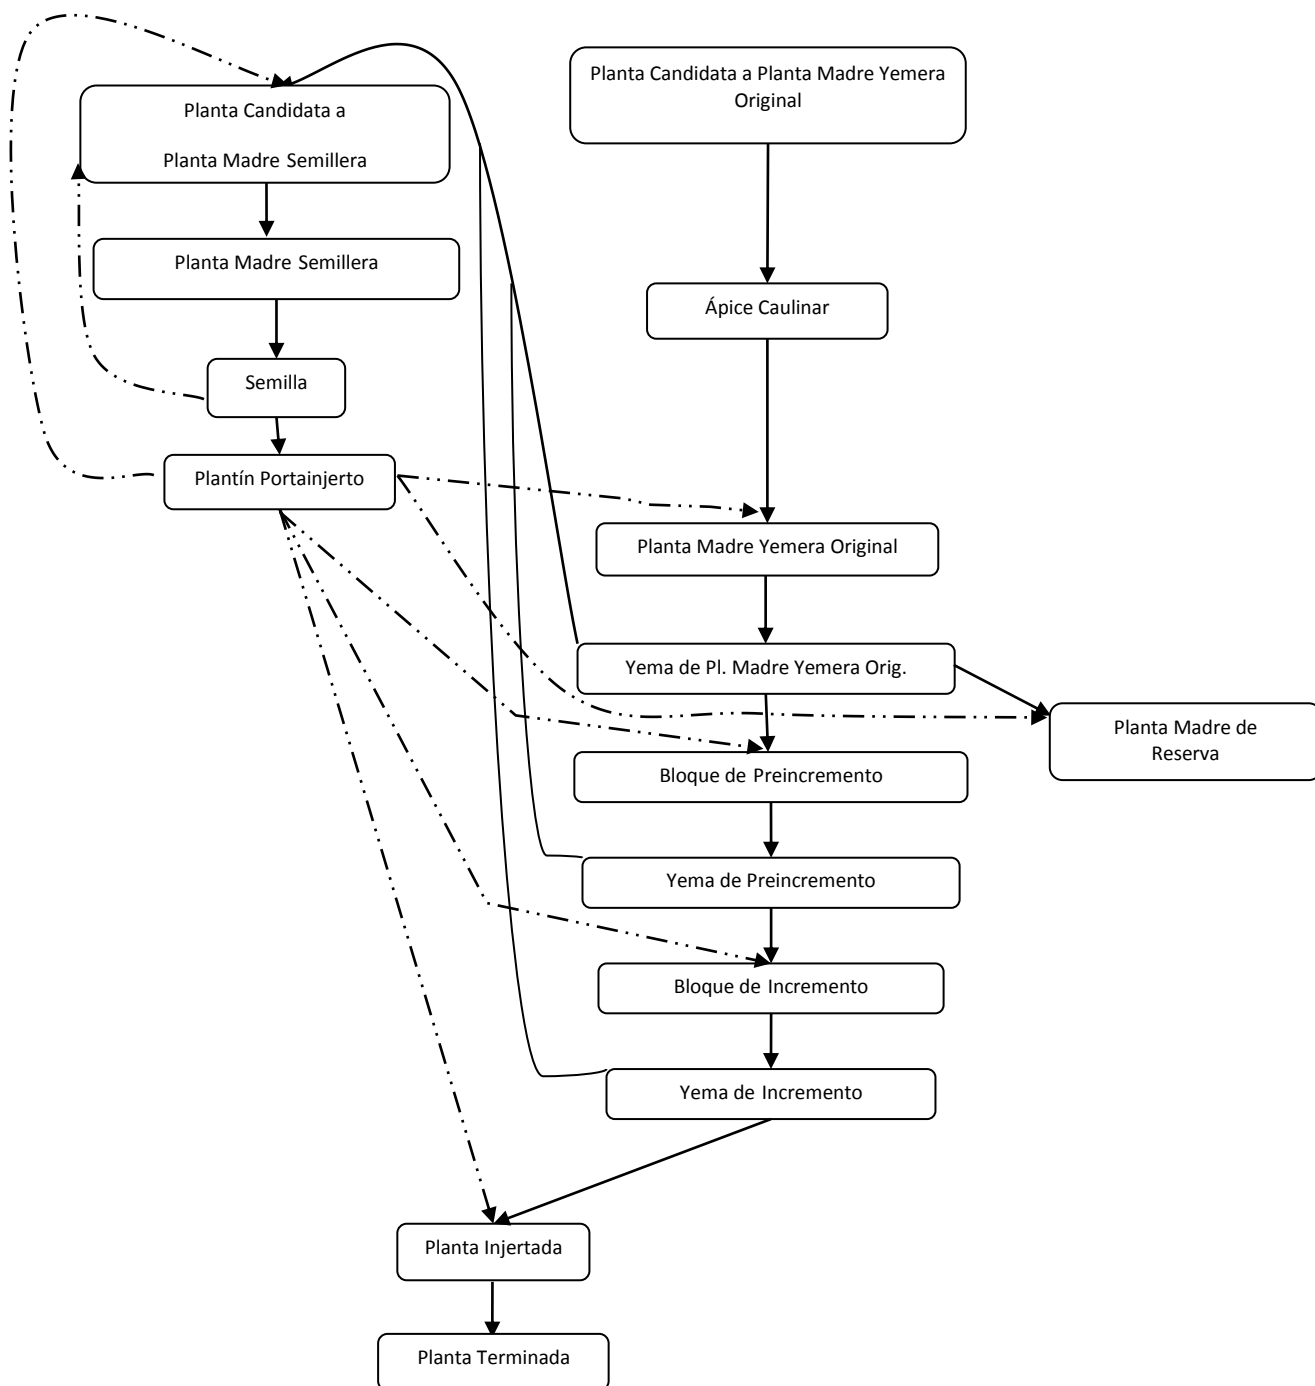 Planta Candidata a
Planta Madre Semillera
Planta Madre Semillera
Semilla
Plantín Portainjerto
Planta Candidata a Planta Madre Yemera
Original
Ápice Caulinar
Planta Madre Yemera Original
Yema de Pl. Madre Yemera Orig.
Planta Madre de
Reserva
Bloque de Preincremento
Yema de Preincremento
Bloque de Incremento
Yema de Incremento
Planta Injertada
Planta Terminada